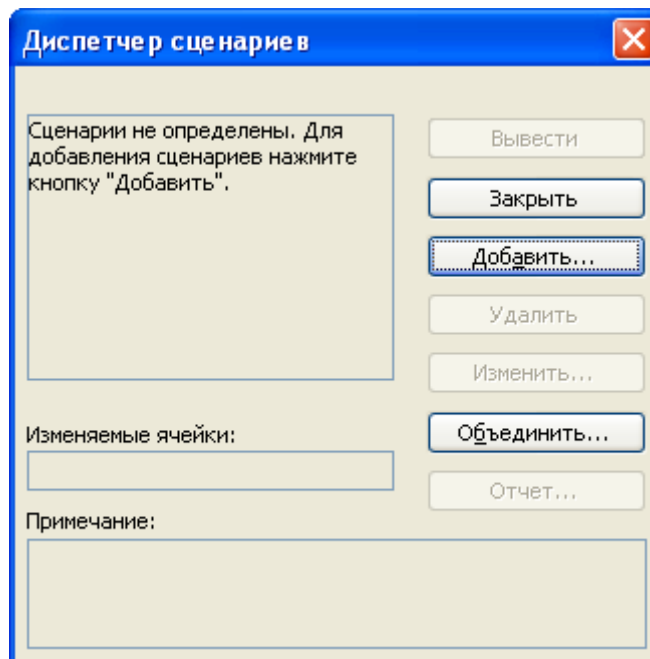 Диспетчер сценариев
Сценарии не определены. Для
добавления сценариев нажмите
кнопку "Добавить".
Вывести
Закрыть
Добавить...
Удалить
Изменить...
Изменяемые ячейки:
Объединить...
Отчет...
Примечание: